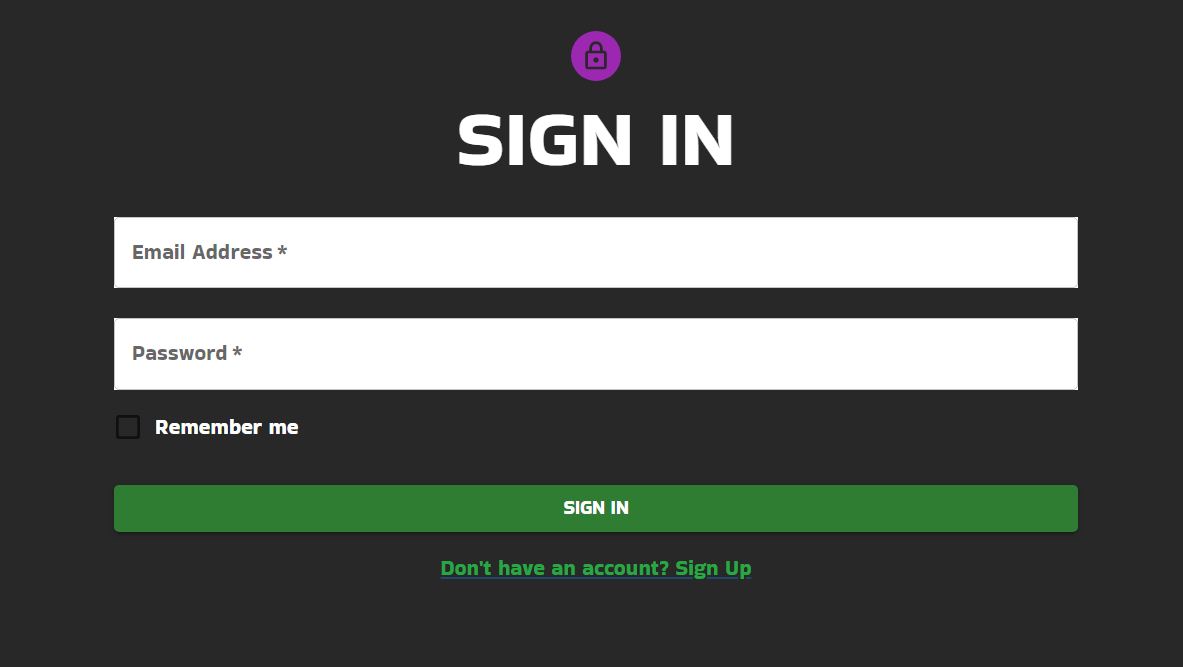 SIGN IN
Email Address *
Password *
Remember me
SIGN IN
Don't have an account? Sign Up